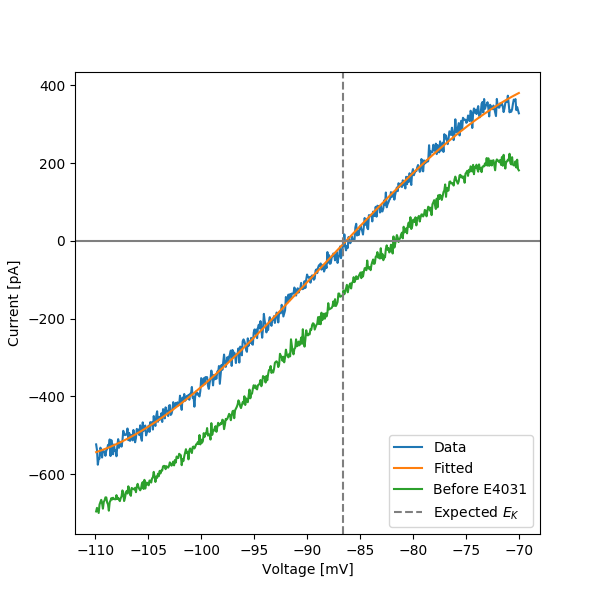 400
200
0
−200
−400
−600
−110
−105
−100
−95
−90
−85
−80
−75
−70
Current [pA]
Voltage [mV]
Data
Fitted
Before E4031
Expected E_K